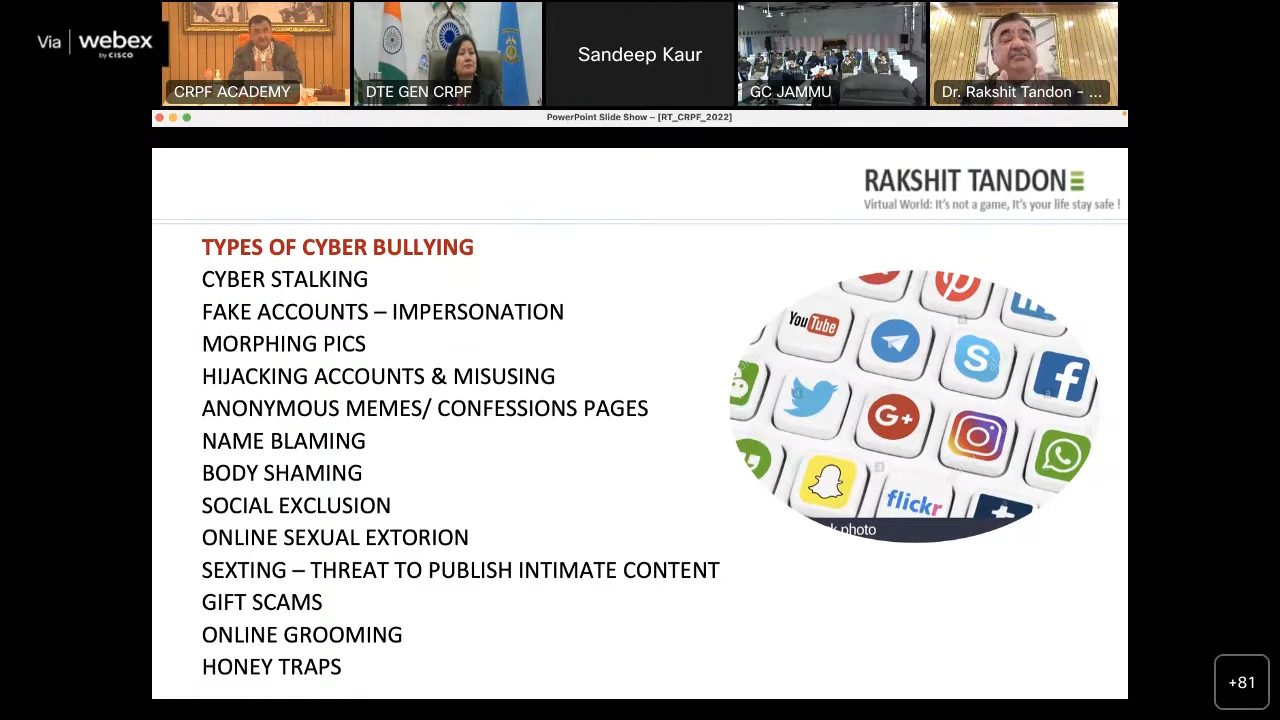 Via | webex
by CISCO
CRPF ACADEMY
DTE GEN CRPF
Sandeep Kaur
GC JAMMU
Dr. Rakshit Tandon - ...
PowerPoint Slide Show – [RT_CRPF_2022]
RAKSHIT TANDON
Virtual World: It's not a game, It's your life stay safe !
TYPES OF CYBER BULLYING
CYBER STALKING
FAKE ACCOUNTS – IMPERSONATION
MORPHING PICS
HIJACKING ACCOUNTS & MISUSING
ANONYMOUS MEMES/ CONFESSIONS PAGES
NAME BLAMING
BODY SHAMING
SOCIAL EXCLUSION
ONLINE SEXUAL EXTORION
SEXTING – THREAT TO PUBLISH INTIMATE CONTENT
GIFT SCAMS
ONLINE GROOMING
HONEY TRAPS
YouTube
G+
flickr
photo
+81